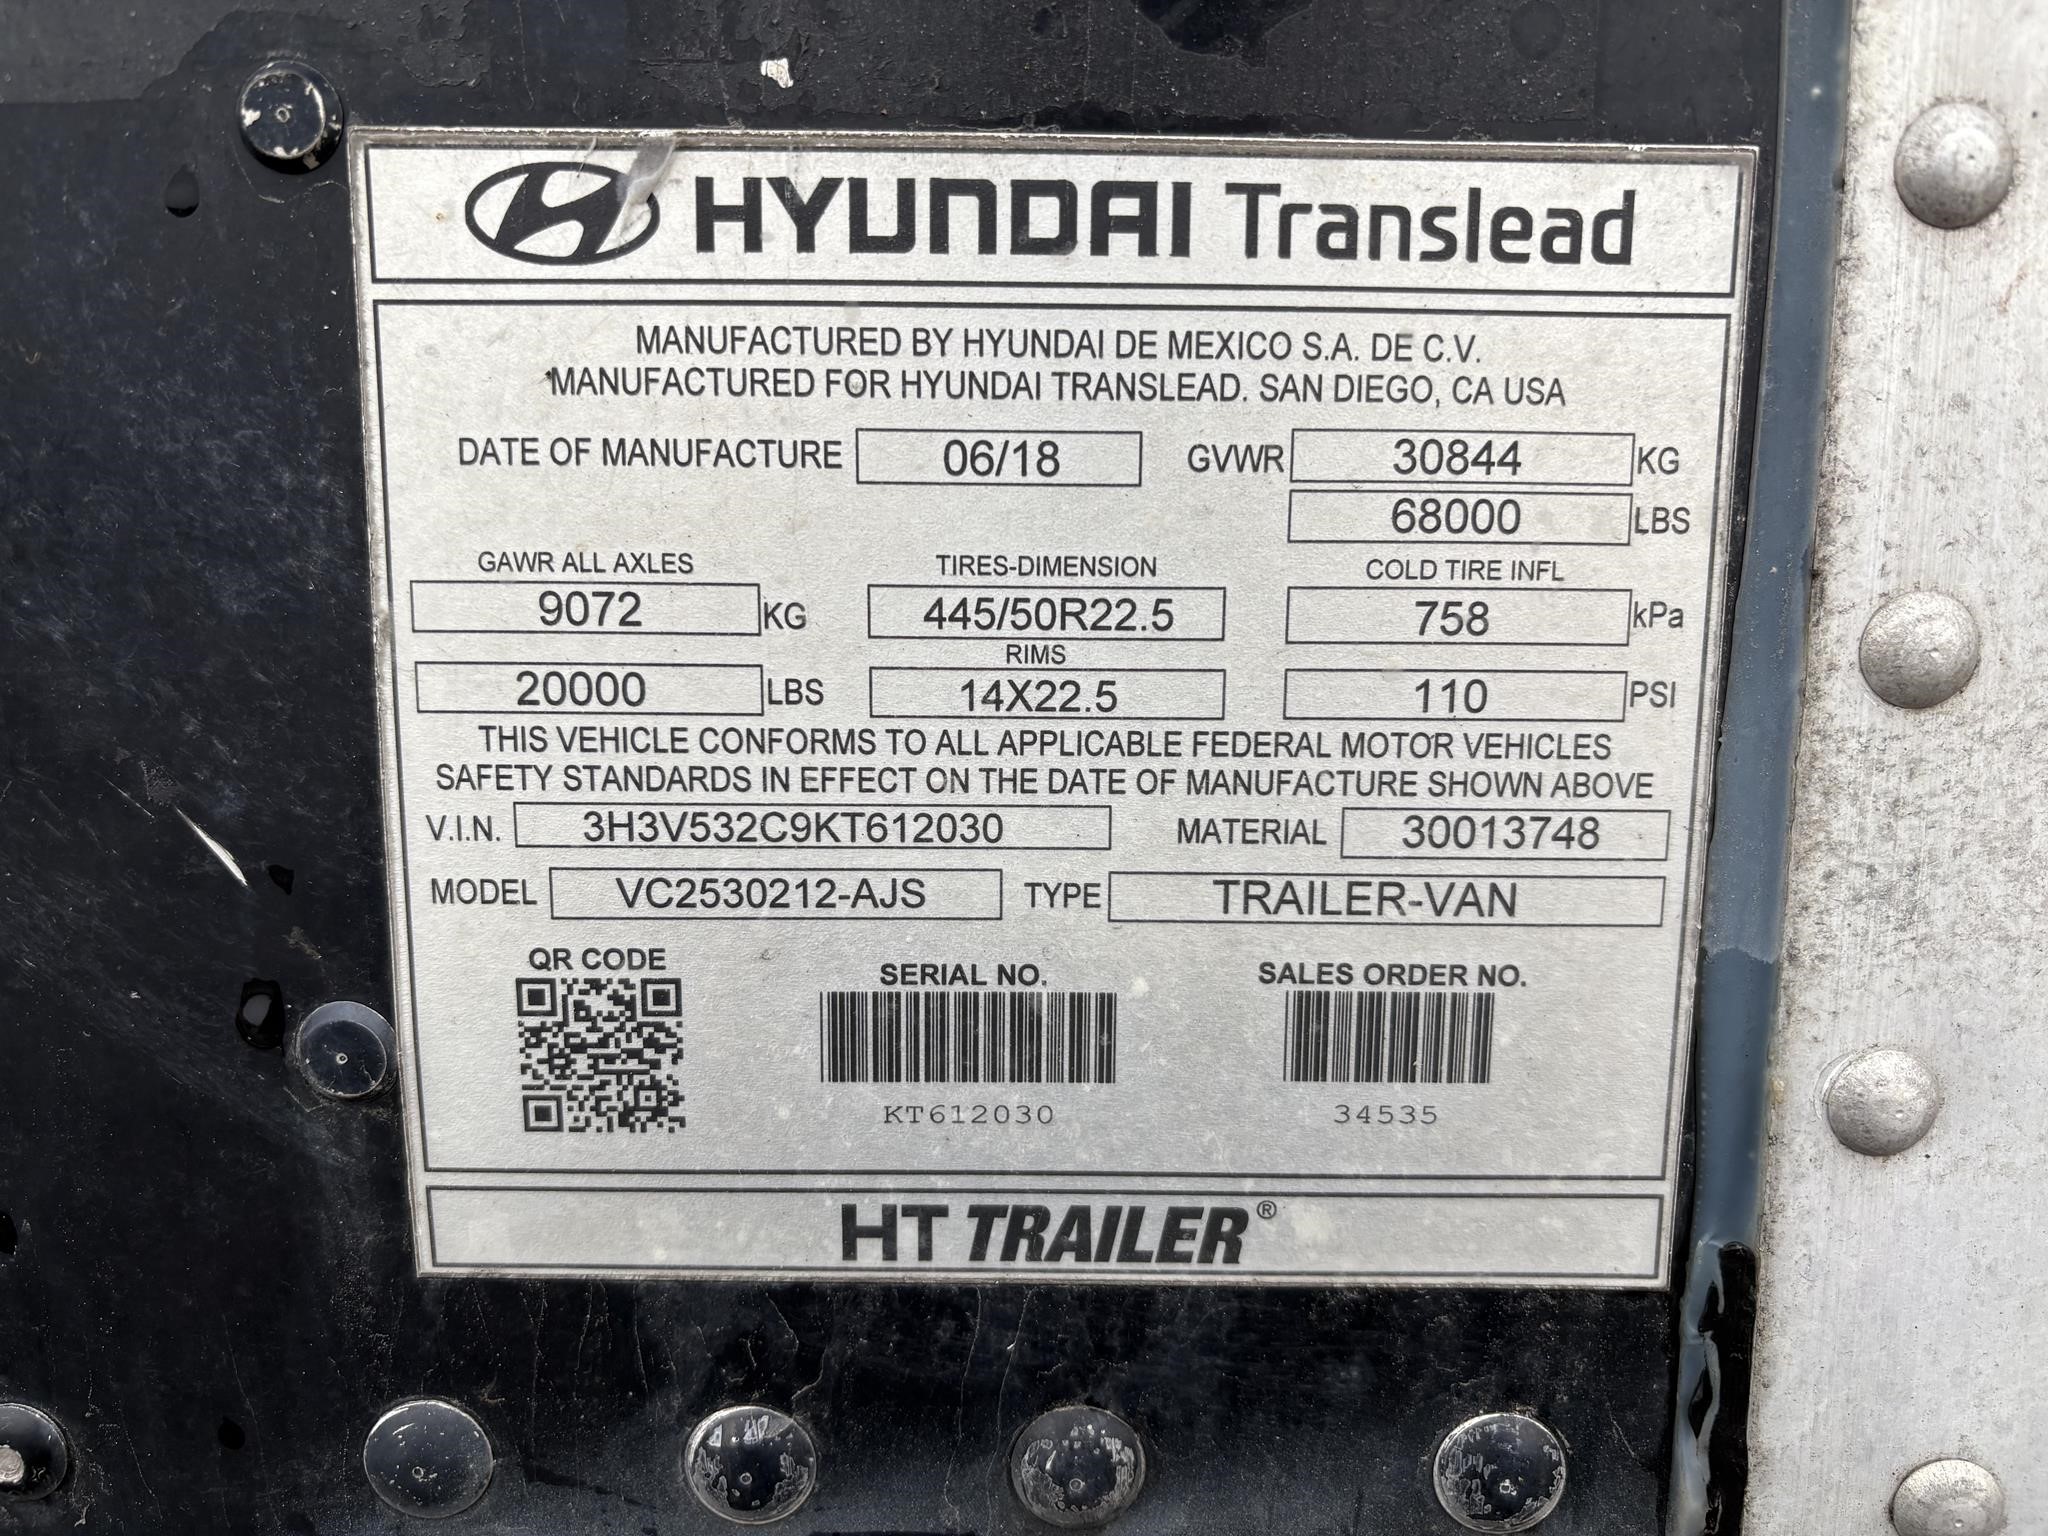 HYUNDAI Translead
MANUFACTURED BY HYUNDAI DE MEXICO S.A. DE C.V.
MANUFACTURED FOR HYUNDAI TRANSLEAD. SAN DIEGO, CA USA
DATE OF MANUFACTURE 06/18 GVWR 30844 KG
68000 LBS
GAWR ALL AXLES TIRES-DIMENSION COLD TIRE INFL
9072 KG 445/50R22.5 758 kPa
RIMS
20000 LBS 14X22.5 110 PSI
THIS VEHICLE CONFORMS TO ALL APPLICABLE FEDERAL MOTOR VEHICLES
SAFETY STANDARDS IN EFFECT ON THE DATE OF MANUFACTURE SHOWN ABOVE
V.I.N. 3H3V532C9KT612030 MATERIAL 30013748
MODEL VC2530212-AJS TYPE TRAILER-VAN
QR CODE SERIAL NO. SALES ORDER NO.
KT612030 34535
HT TRAILER®